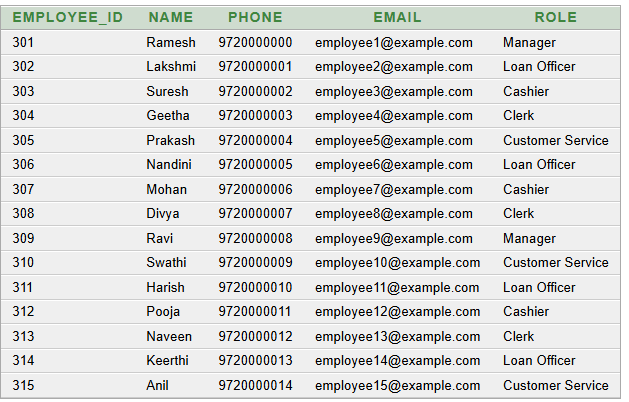 EMPLOYEE_ID NAME PHONE EMAIL ROLE
301 Ramesh 9720000000 employee1@example.com Manager
302 Lakshmi 9720000001 employee2@example.com Loan Officer
303 Suresh 9720000002 employee3@example.com Cashier
304 Geetha 9720000003 employee4@example.com Clerk
305 Prakash 9720000004 employee5@example.com Customer Service
306 Nandini 9720000005 employee6@example.com Loan Officer
307 Mohan 9720000006 employee7@example.com Cashier
308 Divya 9720000007 employee8@example.com Clerk
309 Ravi 9720000008 employee9@example.com Manager
310 Swathi 9720000009 employee10@example.com Customer Service
311 Harish 9720000010 employee11@example.com Loan Officer
312 Pooja 9720000011 employee12@example.com Cashier
313 Naveen 9720000012 employee13@example.com Clerk
314 Keerthi 9720000013 employee14@example.com Loan Officer
315 Anil 9720000014 employee15@example.com Customer Service